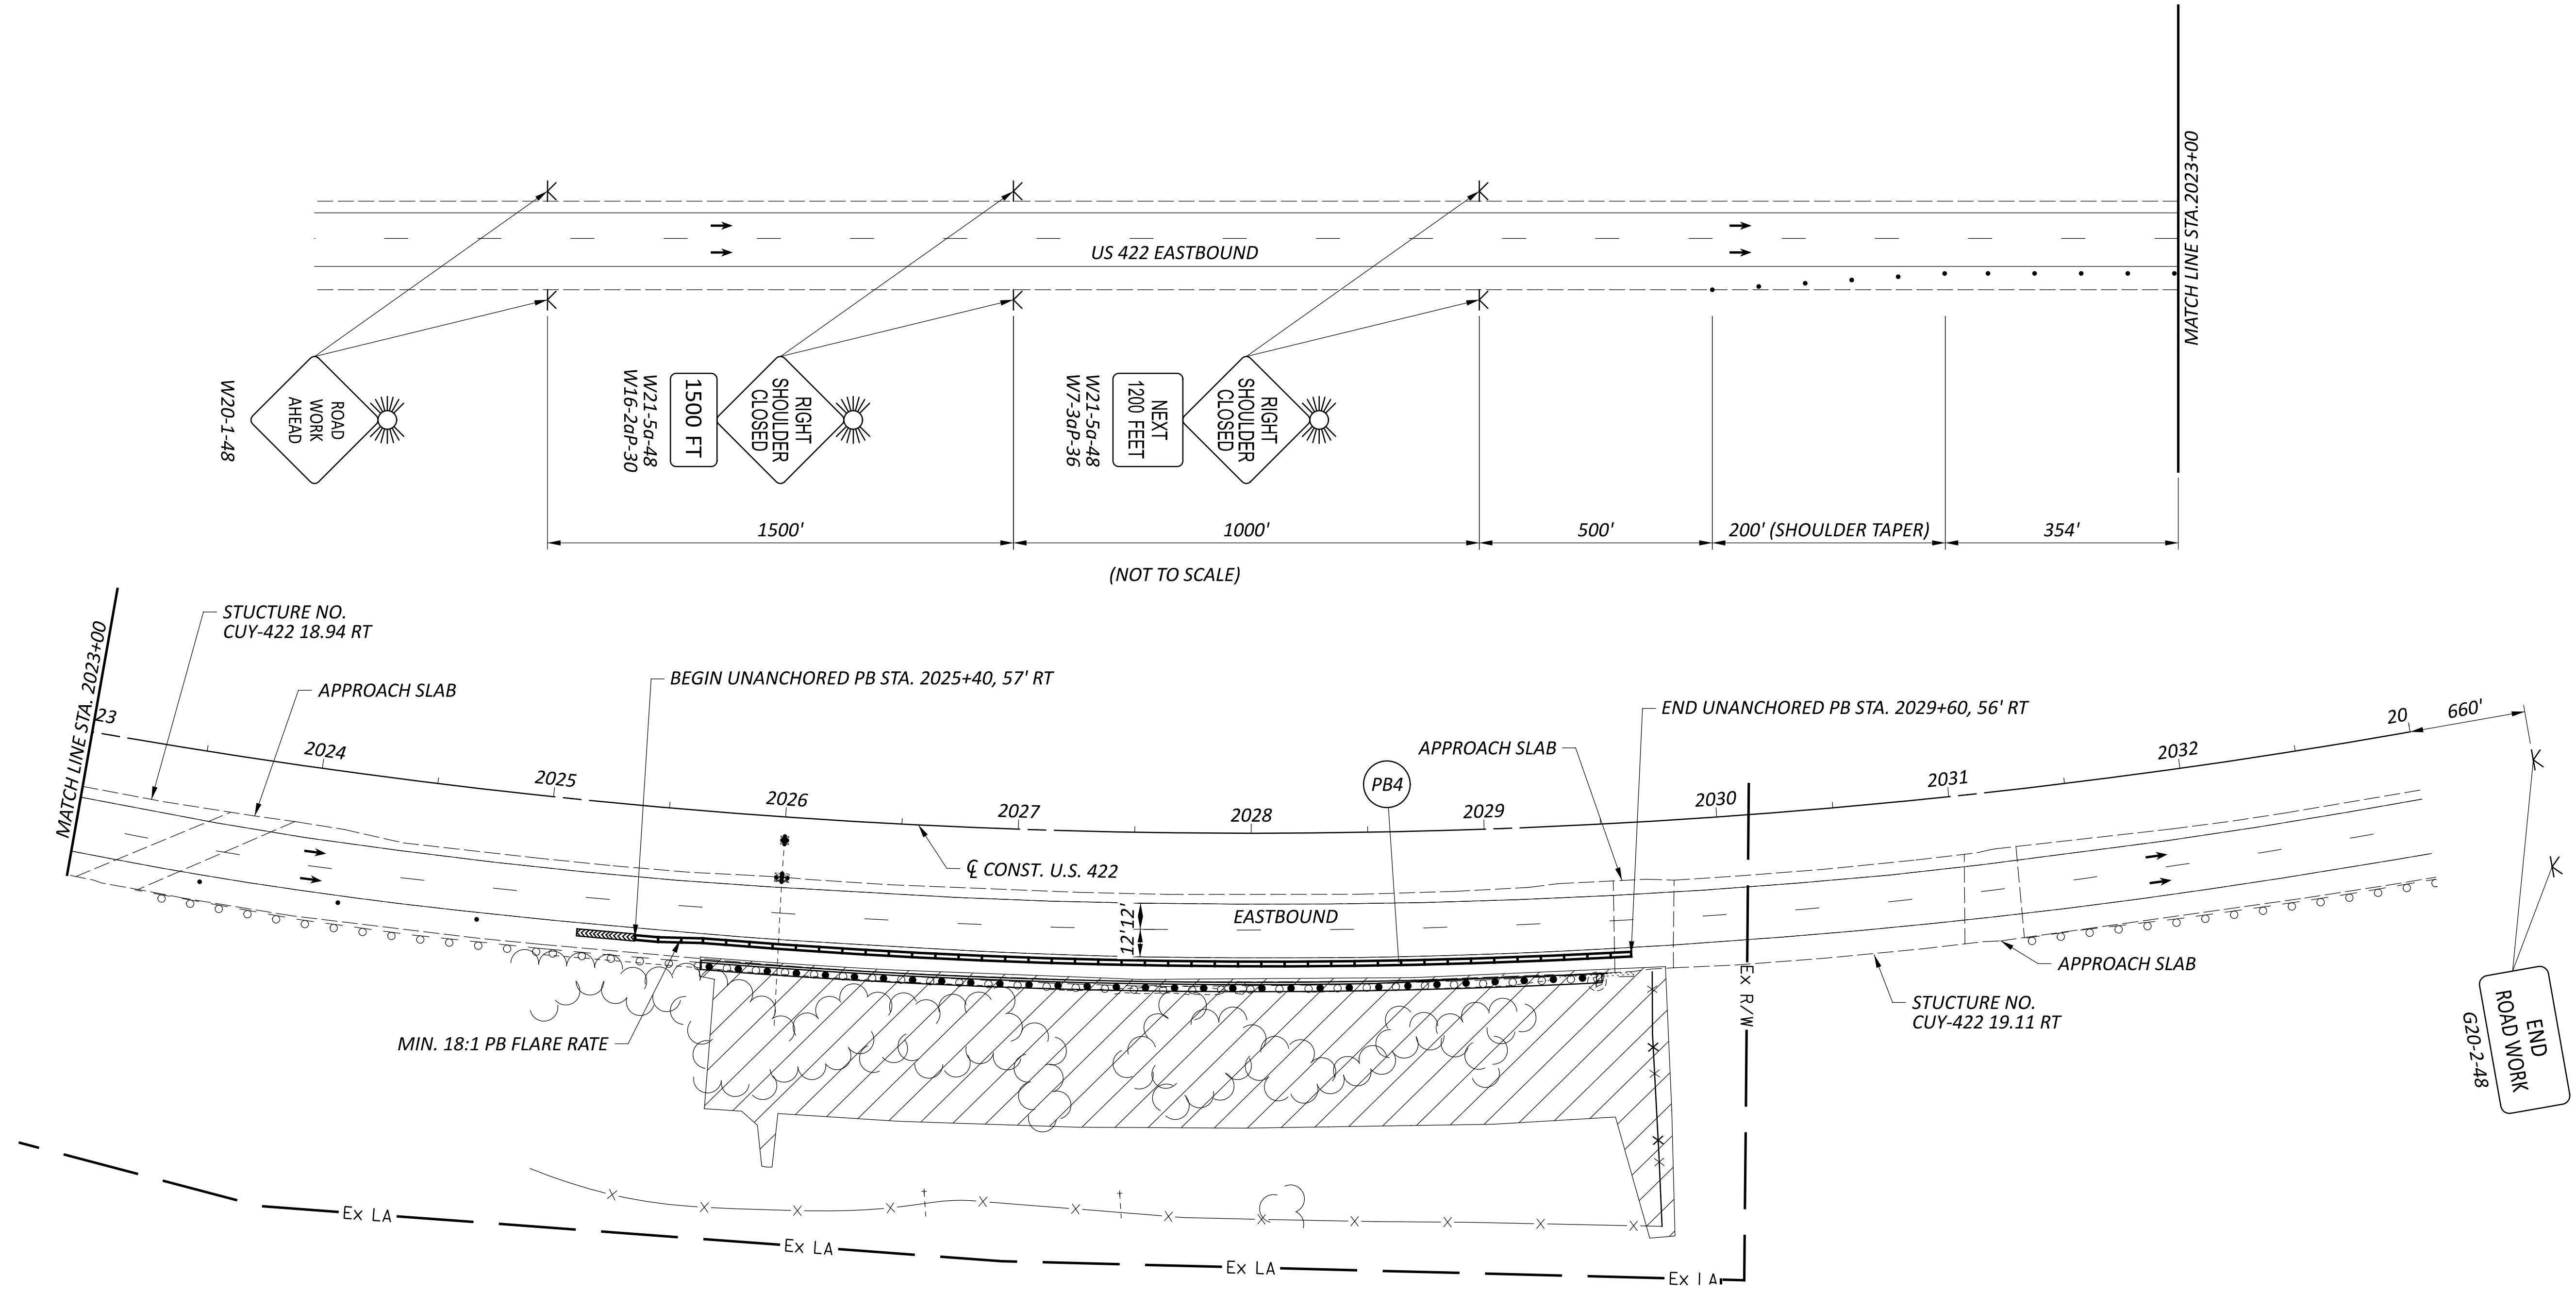 MATCH LINE STA.2023+00
US 422 EASTBOUND
ROAD
WORK
AHEAD
W20-1-48
RIGHT
SHOULDER
CLOSED
1500 FT
W21-5a-48
W16-2aP-30
RIGHT
SHOULDER
CLOSED
NEXT
1200 FEET
W21-5a-48
W7-3aP-36
1500'
1000'
500'
200' (SHOULDER TAPER)
354'
(NOT TO SCALE)
MATCH LINE STA. 2023+00
STUCTURE NO.
CUY-422 18.94 RT
APPROACH SLAB
BEGIN UNANCHORED PB STA. 2025+40, 57' RT
END UNANCHORED PB STA. 2029+60, 56' RT
APPROACH SLAB
PB4
23
2024
2025
2026
2027
2028
2029
2030
2031
2032
20
660'
℄ CONST. U.S. 422
12'
12'
EASTBOUND
MIN. 18:1 PB FLARE RATE
Ex R/W
APPROACH SLAB
STUCTURE NO.
CUY-422 19.11 RT
END
ROAD WORK
G20-2-48
Ex LA
Ex LA
Ex LA
Ex LA